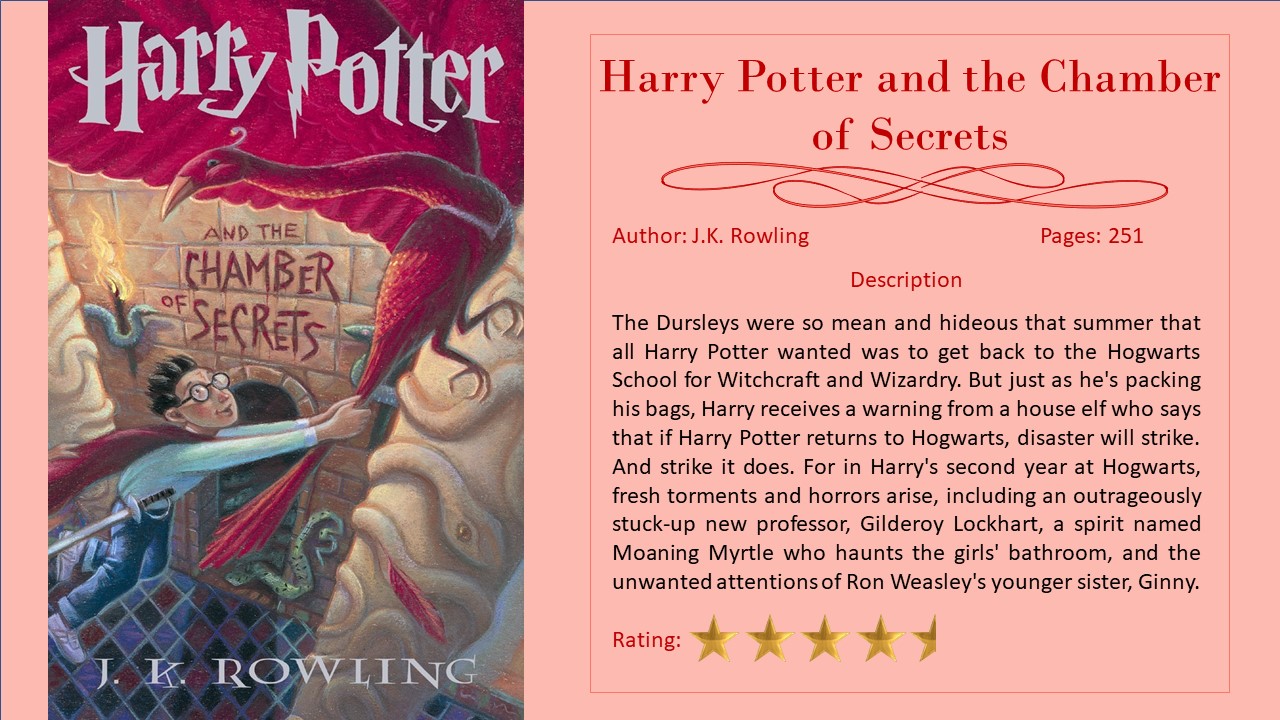 Harry Potter
AND THE
CHAMBER
OF
SECRETS
J. K. ROWLING
Harry Potter and the Chamber
of Secrets
Author: J.K. Rowling
Pages: 251
Description
The Dursleys were so mean and hideous that summer that
all Harry Potter wanted was to get back to the Hogwarts
School for Witchcraft and Wizardry. But just as he's packing
his bags, Harry receives a warning from a house elf who says
that if Harry Potter returns to Hogwarts, disaster will strike.
And strike it does. For in Harry's second year at Hogwarts,
fresh torments and horrors arise, including an outrageously
stuck-up new professor, Gilderoy Lockhart, a spirit named
Moaning Myrtle who haunts the girls' bathroom, and the
unwanted attentions of Ron Weasley's younger sister, Ginny.
Rating: